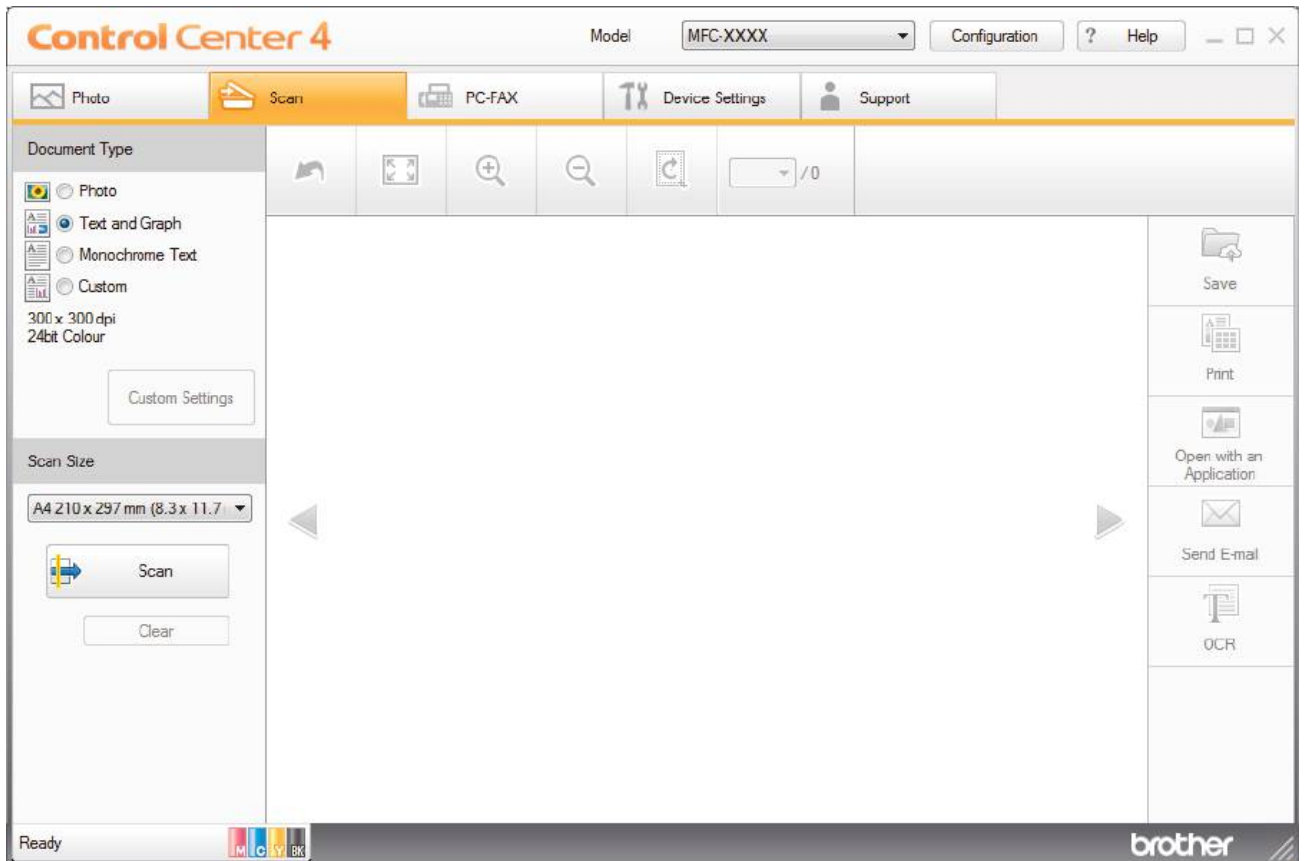 Control Center 4
Model
MFC-XXXX
Configuration
? Help
Photo
Scan
PC-FAX
Device Settings
Support
Document Type
/0
Photo
Text and Graph
Monochrome Text
Custom
300 x 300 dpi
24bit Colour
Custom Settings
Scan Size
A4 210 x 297 mm (8.3 x 11.7
Scan
Clear
Save
Print
Open with an
Application
Send E-mail
OCR
Ready
M C Y BK
brother